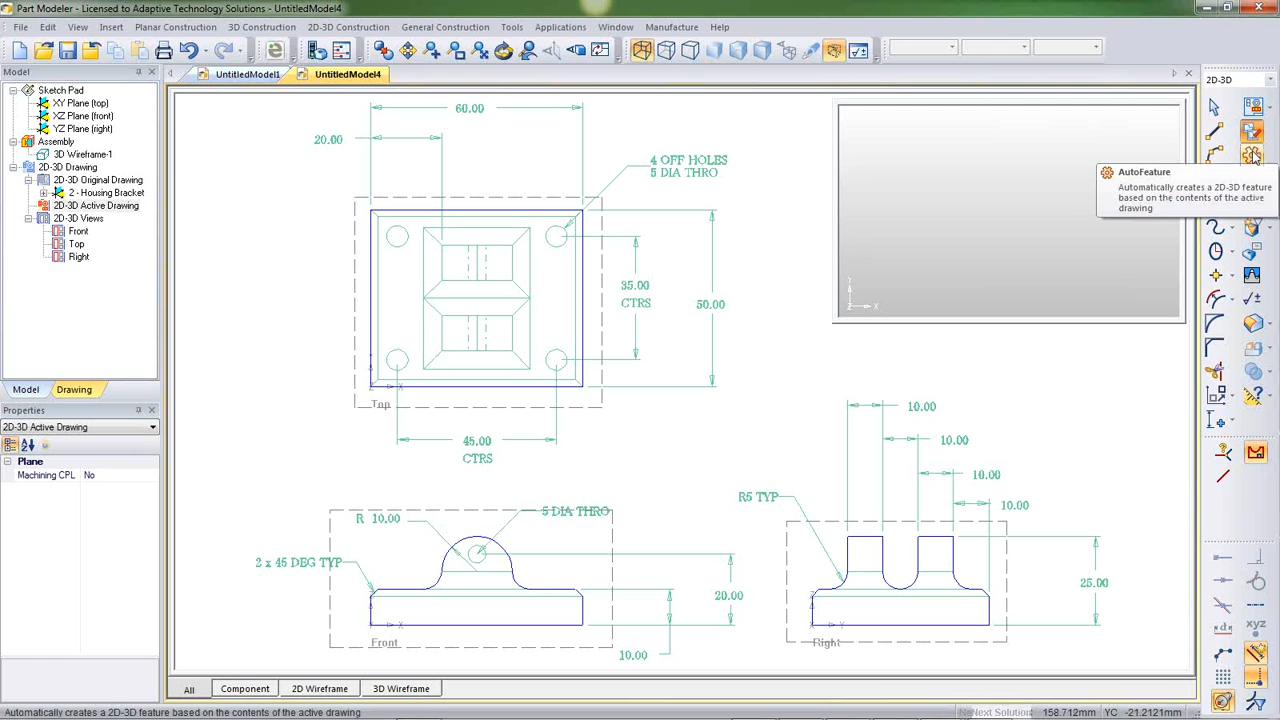 Part Modeler - Licensed to Adaptive Technology Solutions - UntitledModel4
File Edit View Insert Planar Construction 3D Construction 2D-3D Construction General Construction Tools Applications Window Manufacture Help
Model
UntitledModel1 UntitledModel4
2D-3D
Sketch Pad
XY Plane (top)
XZ Plane (front)
YZ Plane (right)
Assembly
3D Wireframe-1
2D-3D Drawing
2D-3D Original Drawing
2 - Housing Bracket
2D-3D Active Drawing
2D-3D Views
Front
Top
Right
Model Drawing
Properties
2D-3D Active Drawing
Plane
Machining CPL No
60.00
20.00
4 OFF HOLES
5 DIA THRO
35.00
CTRS
50.00
Top
45.00
CTRS
AutoFeature
Automatically creates a 2D-3D feature
based on the contents of the active
drawing
Y
X
R 10.00
5 DIA THRO
2 x 45 DEG TYP
20.00
10.00
X
Front
10.00
10.00
10.00
10.00
R5 TYP
25.00
Y
Right
xyz
All Component 2D Wireframe 3D Wireframe
Automatically creates a 2D-3D feature based on the contents of the active drawing
158.712mm YC -21.2121mm